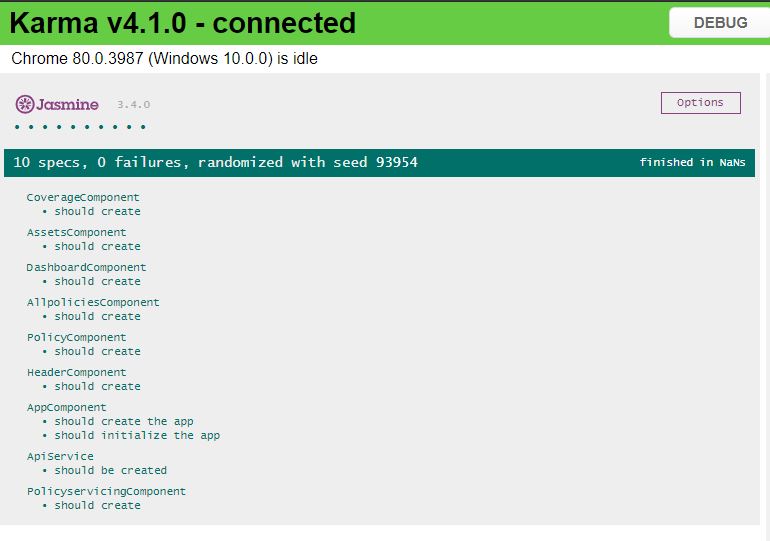 Karma v4.1.0 - connected
DEBUG
Chrome 80.0.3987 (Windows 10.0.0) is idle
Jasmine 3.4.0
Options
• • • • • • • • • •
10 specs, 0 failures, randomized with seed 93954
finished in NaNs
CoverageComponent
• should create
AssetsComponent
• should create
DashboardComponent
• should create
AllpoliciesComponent
• should create
PolicyComponent
• should create
HeaderComponent
• should create
AppComponent
• should create the app
• should initialize the app
ApiService
• should be created
PolicyservicingComponent
• should create